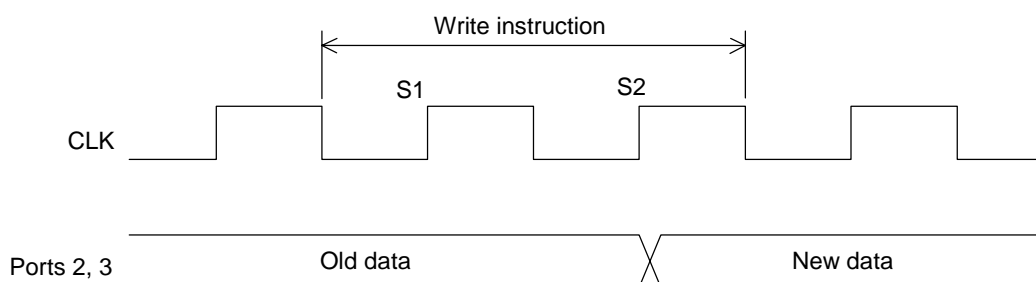 Write instruction
S1 S2
CLK
Old data New data
Ports 2, 3